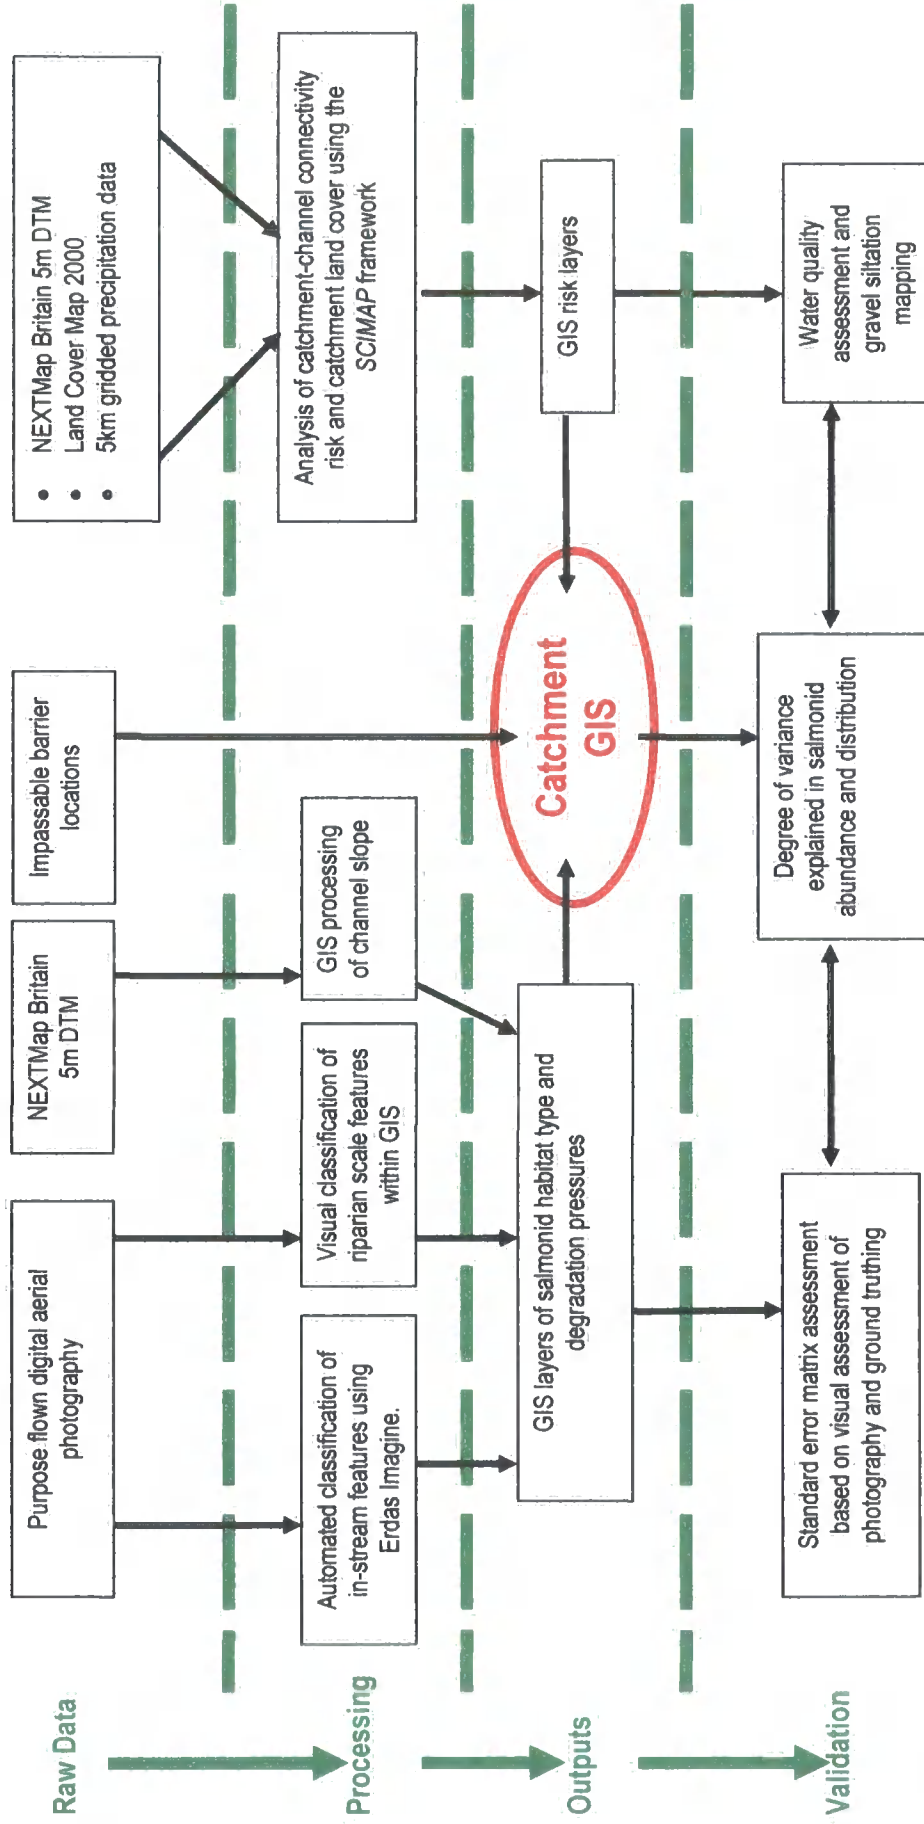 Raw Data
Purpose flown digital aerial
photography
NEXTMap Britain
5m DTM
Impassable barrier
locations
• NEXTMap Britain 5m DTM
• Land Cover Map 2000
• 5km gridded precipitation data
Processing
Automated classification of
in-stream features using
Erdas Imagine.
Visual classification of
riparian scale features
within GIS
GIS processing
of channel slope
Analysis of catchment-channel connectivity
risk and catchment land cover using the
SCIMAP framework
Outputs
GIS layers of salmonid habitat type and
degradation pressures
Catchment
GIS
GIS risk layers
Validation
Standard error matrix assessment
based on visual assessment of
photography and ground truthing
Degree of variance
explained in salmonid
abundance and distribution
Water quality
assessment and
gravel siltation
mapping